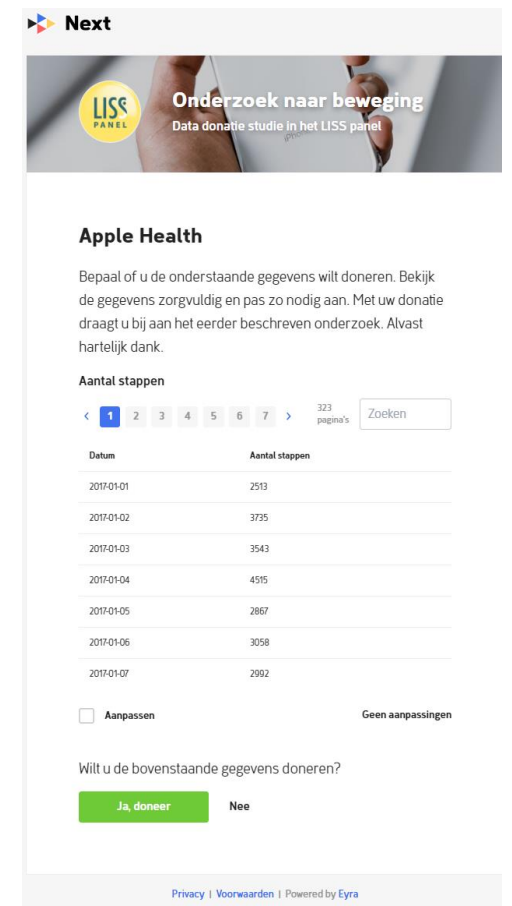 Next
LISS
PANEL
Onderzoek naar beweging
Data donatie studie in het LISS panel
iPhone
Apple Health
Bepaal of u de onderstaande gegevens wilt doneren. Bekijk
de gegevens zorgvuldig en pas zo nodig aan. Met uw donatie
draagt u bij aan het eerder beschreven onderzoek. Alvast
hartelijk dank.
Aantal stappen
< 1 2 3 4 5 6 7 > 323 pagina's Zoeken
Datum Aantal stappen
2017-01-01 2513
2017-01-02 3735
2017-01-03 3543
2017-01-04 4515
2017-01-05 2867
2017-01-06 3058
2017-01-07 2992
Aanpassen Geen aanpassingen
Wilt u de bovenstaande gegevens doneren?
Ja, doneer Nee
Privacy | Voorwaarden | Powered by Eyra